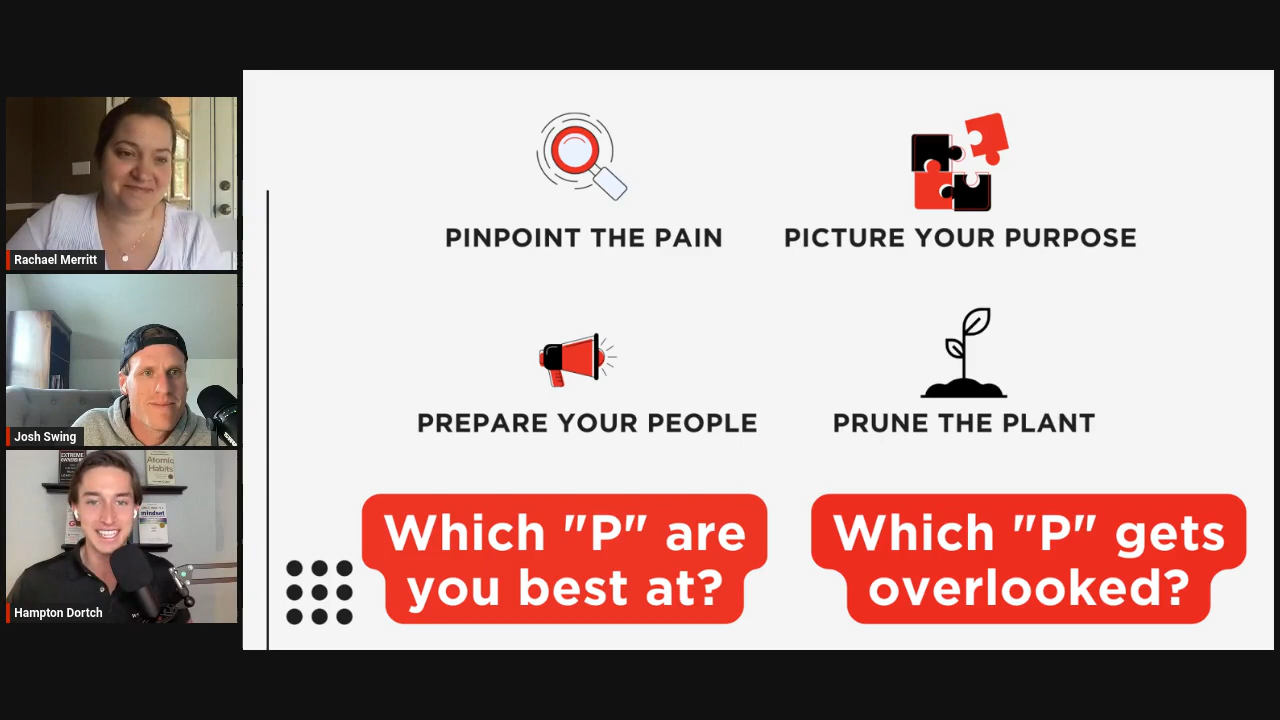 Rachael Merritt
Josh Swing
EXTREME
Atomic
Habits
mindset
Hampton Dortch
PINPOINT THE PAIN
PICTURE YOUR PURPOSE
PREPARE YOUR PEOPLE
PRUNE THE PLANT
Which "P" are
you best at?
Which "P" gets
overlooked?